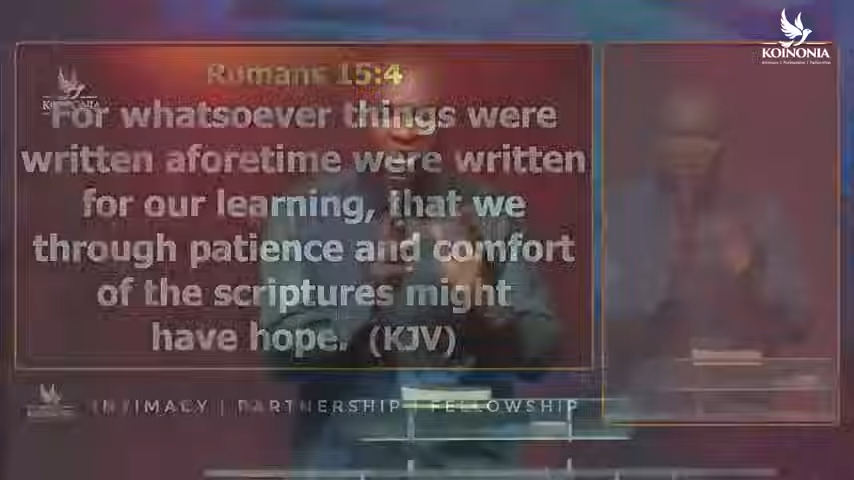 KOINONIA
Romans 15:4
For whatsoever things were
written aforetime were written
for our learning, that we
through patience and comfort
of the scriptures might
have hope. (KJV)
INTIMACY | PARTNERSHIP | FELLOWSHIP